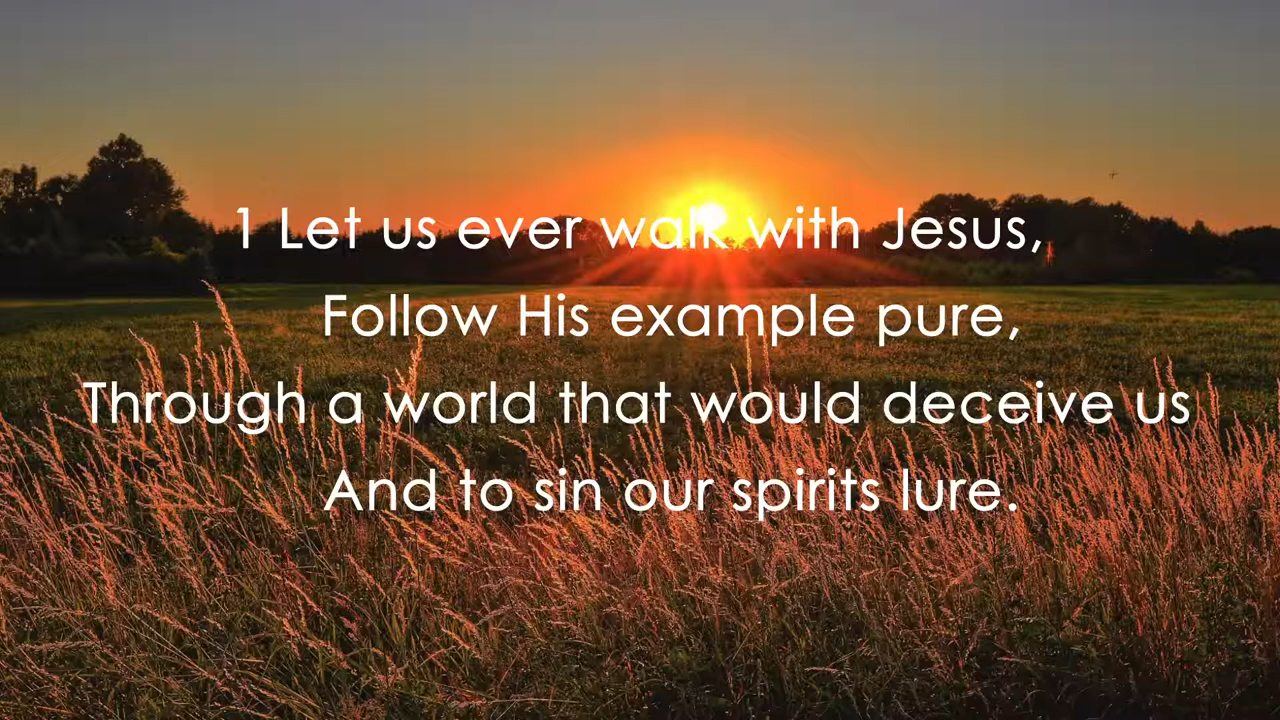 1 Let us ever walk with Jesus,
Follow His example pure,
Through a world that would deceive us
And to sin our spirits lure.